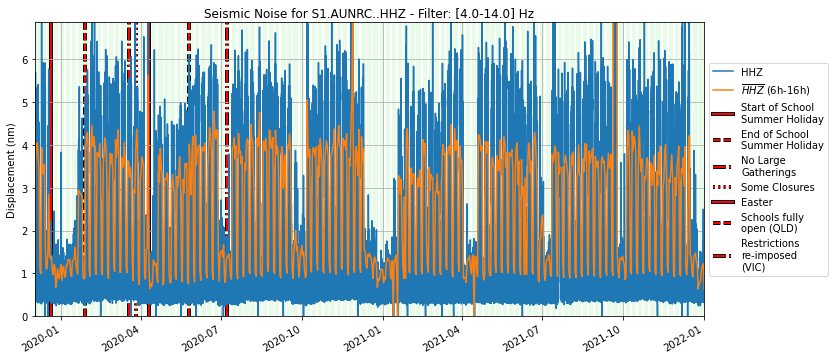 Seismic Noise for S1.AUNRC..HHZ - Filter: [4.0-14.0] Hz
Displacement (nm)
6
5
4
3
2
1
0
2020-01
2020-04
2020-07
2020-10
2021-01
2021-04
2021-07
2021-10
2022-01
HHZ
HHZ (6h-16h)
Start of School
Summer Holiday
End of School
Summer Holiday
No Large
Gatherings
Some Closures
Easter
Schools fully
open (QLD)
Restrictions
re-imposed
(VIC)